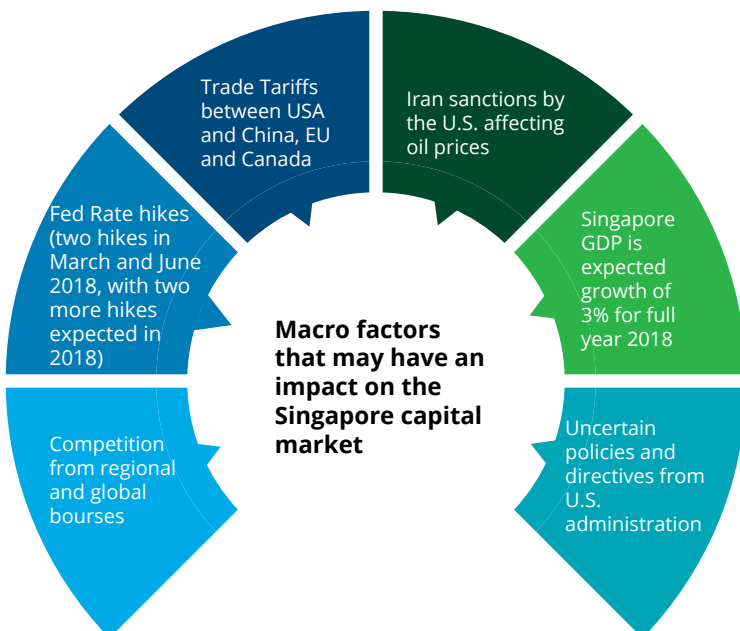 Trade Tariffs
between USA
and China, EU
and Canada
Iran sanctions by
the U.S. affecting
oil prices
Fed Rate hikes
(two hikes in
March and June
2018, with two
more hikes
expected in
2018)
Singapore
GDP is
expected
growth of
3% for full
year 2018
Macro factors
that may have an
impact on the
Singapore capital
market
Competition
from regional
and global
bourses
Uncertain
policies and
directives from
U.S.
administration